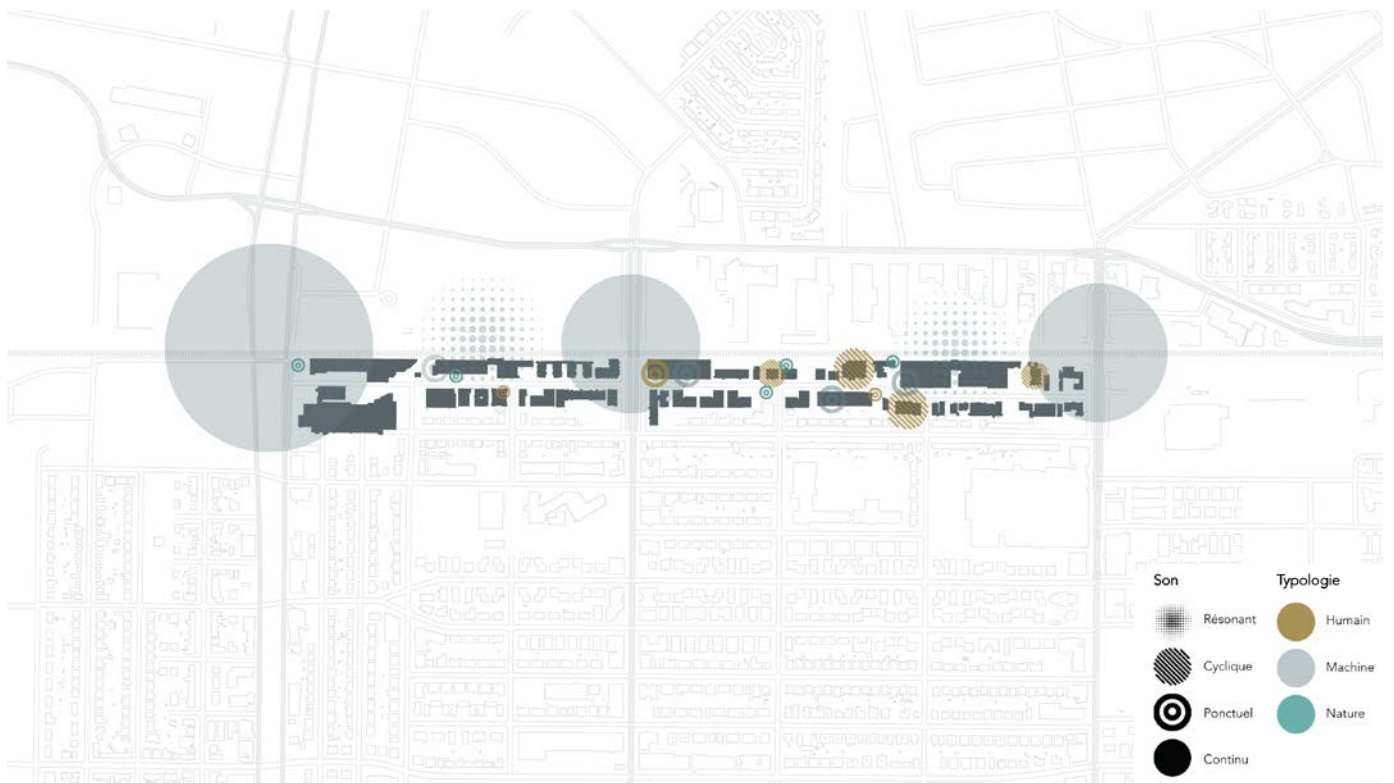 Son
Typologie
Résonant
Humain
Cyclique
Machine
Ponctuel
Nature
Continu